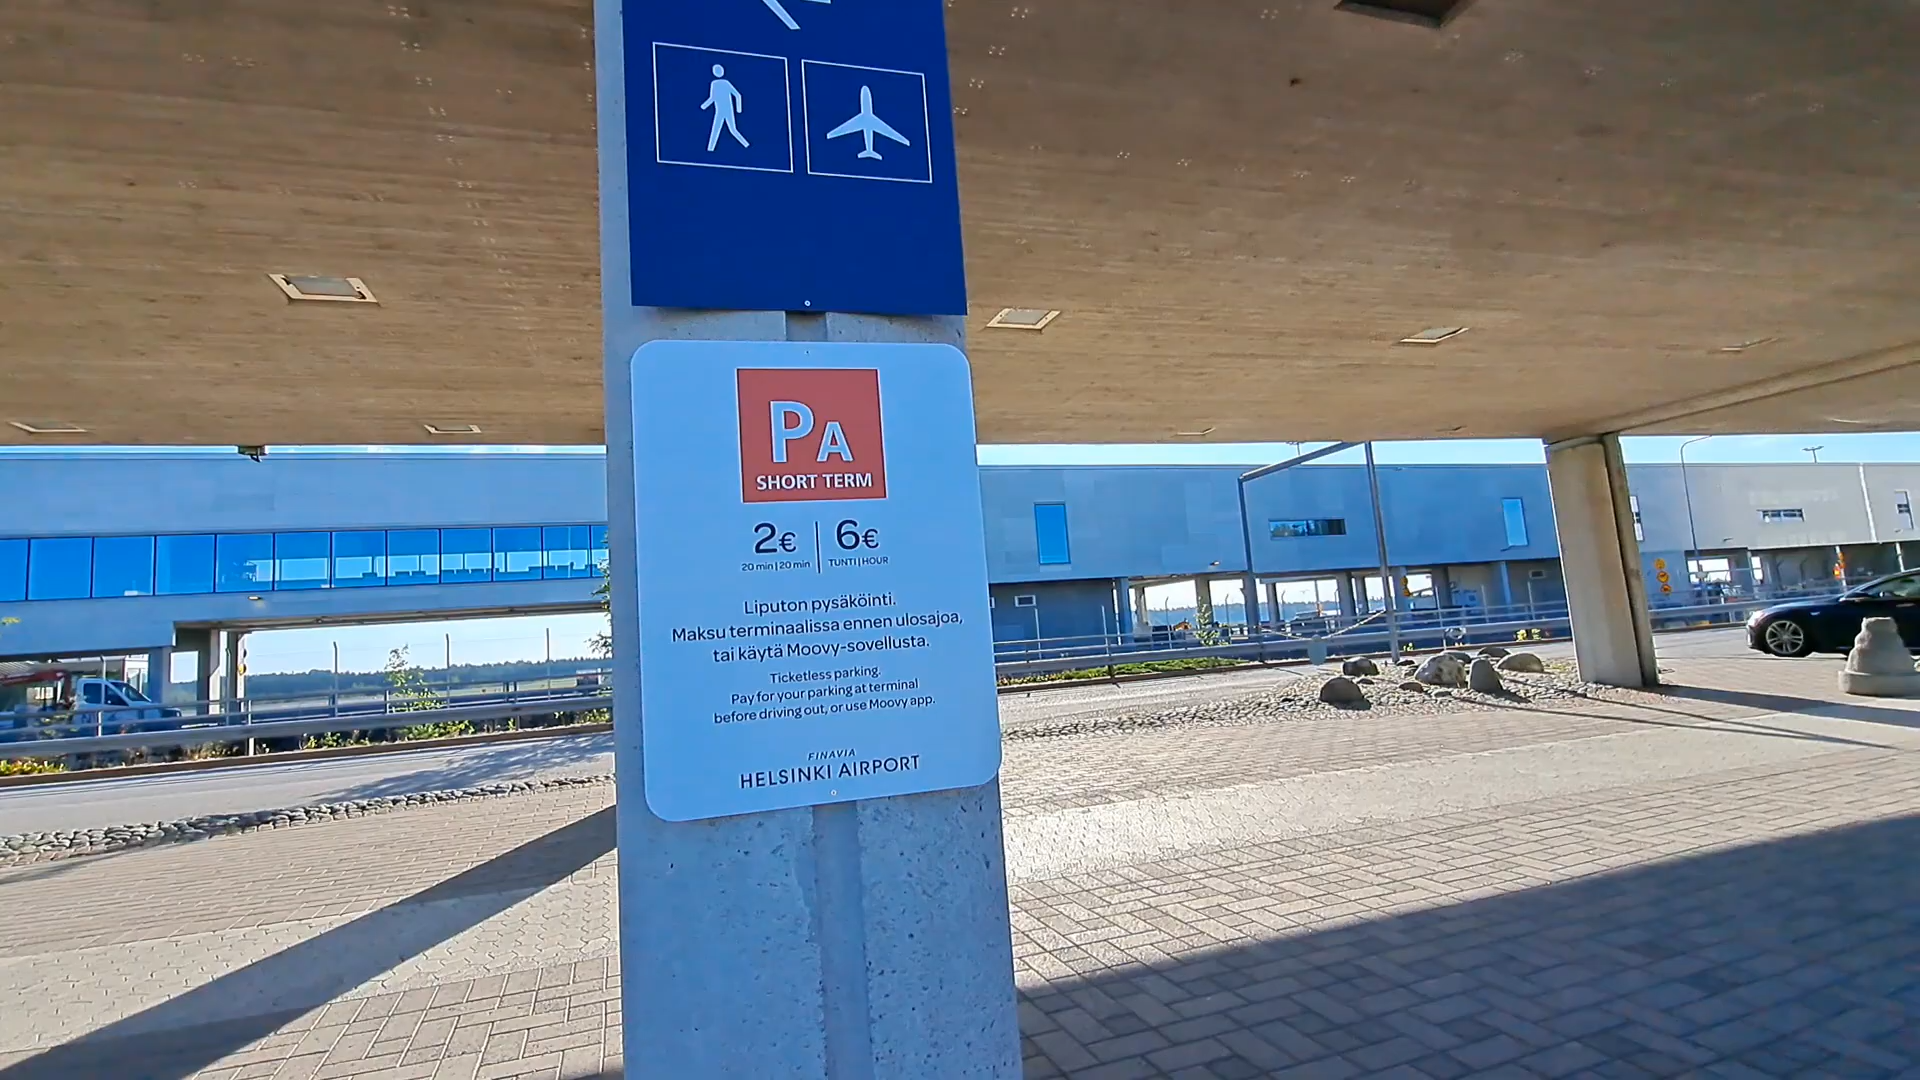 PA
SHORT TERM
2€ | 6€
20 min | 20 min TUNTI | HOUR
Liputon pysäköinti.
Maksu terminaalissa ennen ulosajoa,
tai käytä Moovy-sovellusta.
Ticketless parking.
Pay for your parking at terminal
before driving out, or use Moovy app.
FINAVIA
HELSINKI AIRPORT